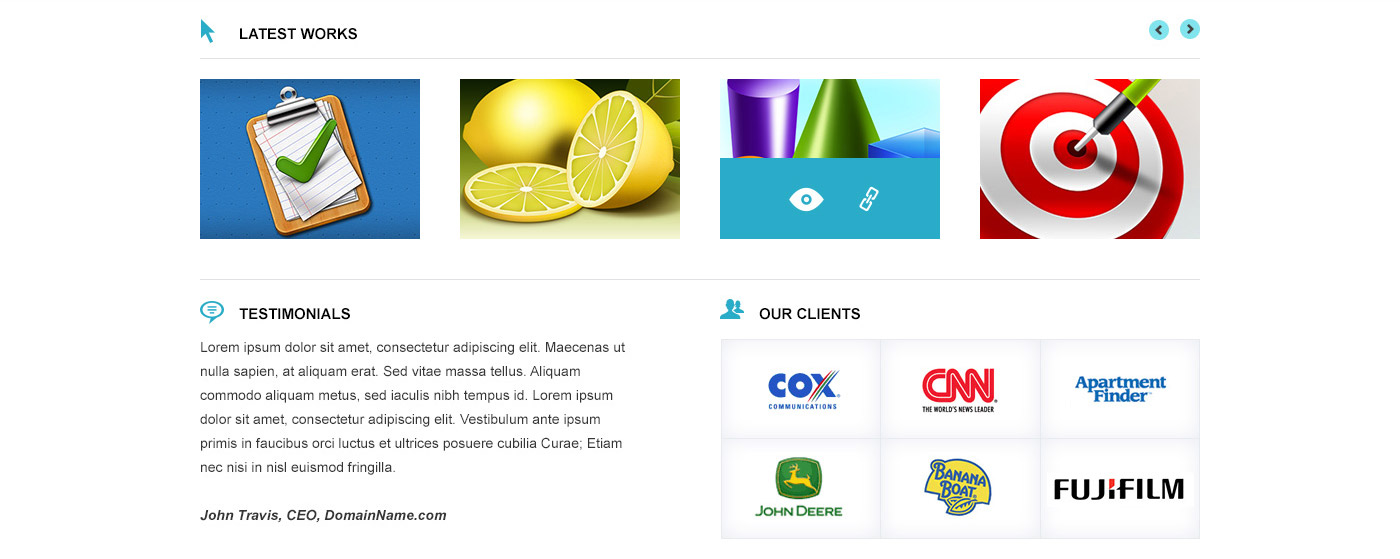 LATEST WORKS
TESTIMONIALS
Lorem ipsum dolor sit amet, consectetur adipiscing elit. Maecenas ut
nulla sapien, at aliquam erat. Sed vitae massa tellus. Aliquam
commodo aliquam metus, sed iaculis nibh tempus id. Lorem ipsum
dolor sit amet, consectetur adipiscing elit. Vestibulum ante ipsum
primis in faucibus orci luctus et ultrices posuere cubilia Curae; Etiam
nec nisi in nisl euismod fringilla.
John Travis, CEO, DomainName.com
OUR CLIENTS
COX
COMMUNICATIONS
CNN
THE WORLD'S NEWS LEADER
Apartment
Finder
JOHN DEERE
BANANA
BOAT
FUJIFILM